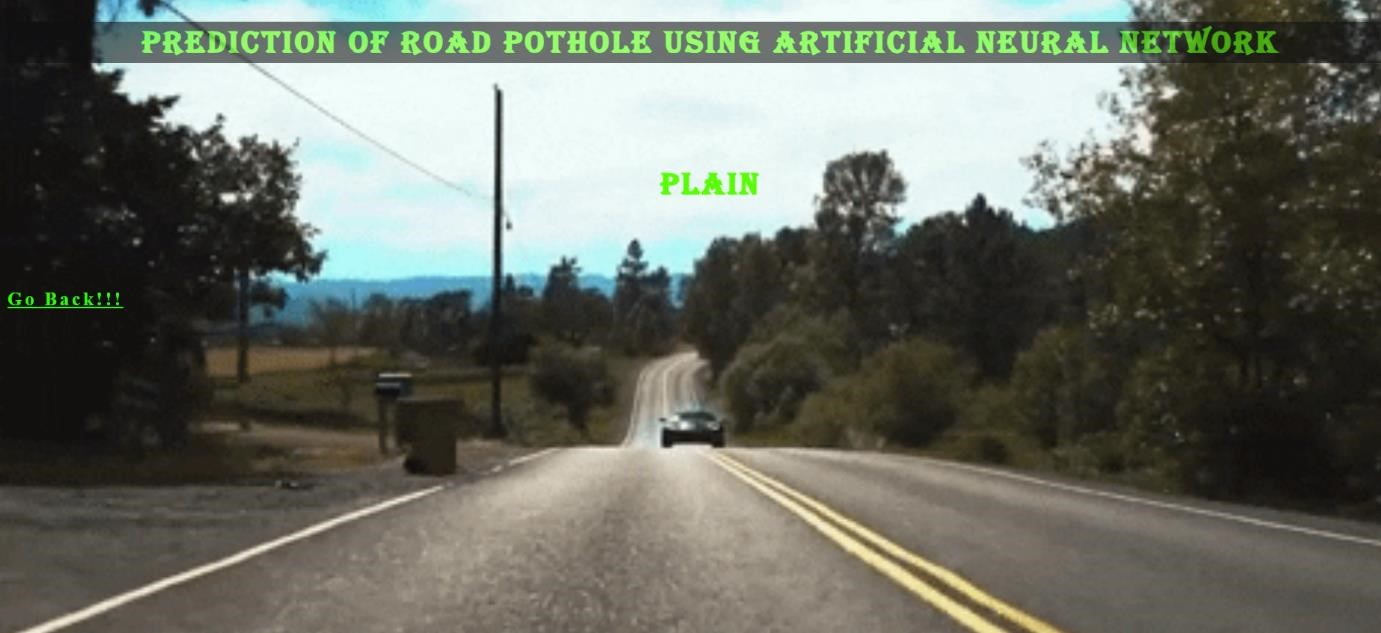 PREDICTION OF ROAD POTHOLE USING ARTIFICIAL NEURAL NETWORK
PLAIN
Go Back!!!